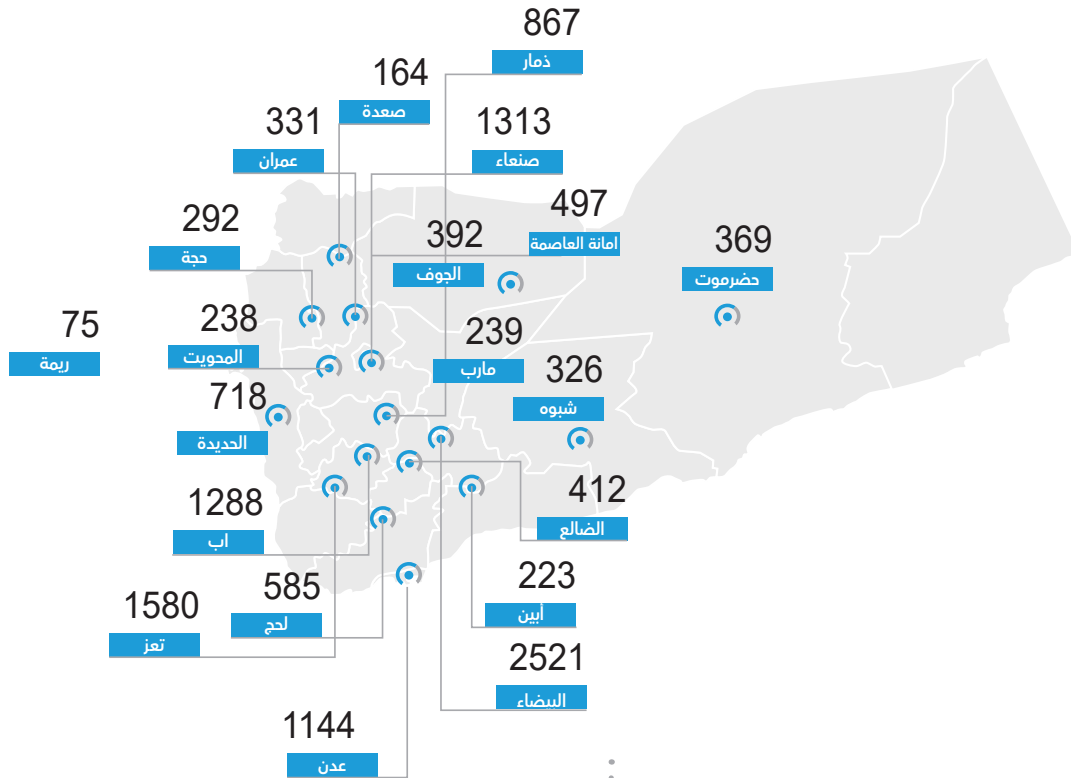 867
ذمار
164
صعدة
331
عمران
1313
صنعاء
497
امانة العاصمة
292
حجة
392
الجوف
369
حضرموت
75
ريمة
238
المحويت
239
مارب
326
شبوه
718
الحديدة
412
الضالع
1288
اب
223
أبين
585
لحج
1580
تعز
2521
البيضاء
1144
عدن